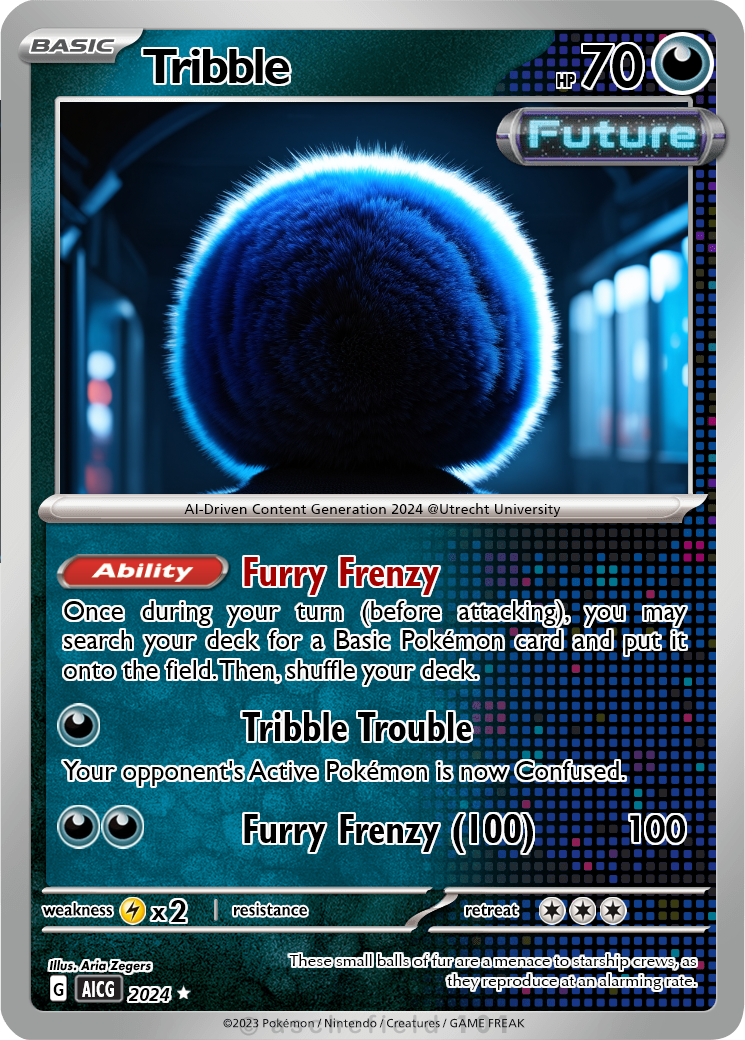 BASIC
Tribble
HP 70
Future
AI-Driven Content Generation 2024 @Utrecht University
Ability Furry Frenzy
Once during your turn (before attacking), you may
search your deck for a Basic Pokémon card and put it
onto the field. Then, shuffle your deck.
Tribble Trouble
Your opponent's Active Pokémon is now Confused.
Furry Frenzy (100) 100
weakness x2 resistance retreat
These small balls of fur are a menace to starship crews, as
they reproduce at an alarming rate.
Illus. Aria Zegers
G AICG 2024
©2023 Pokémon / Nintendo / Creatures / GAME FREAK